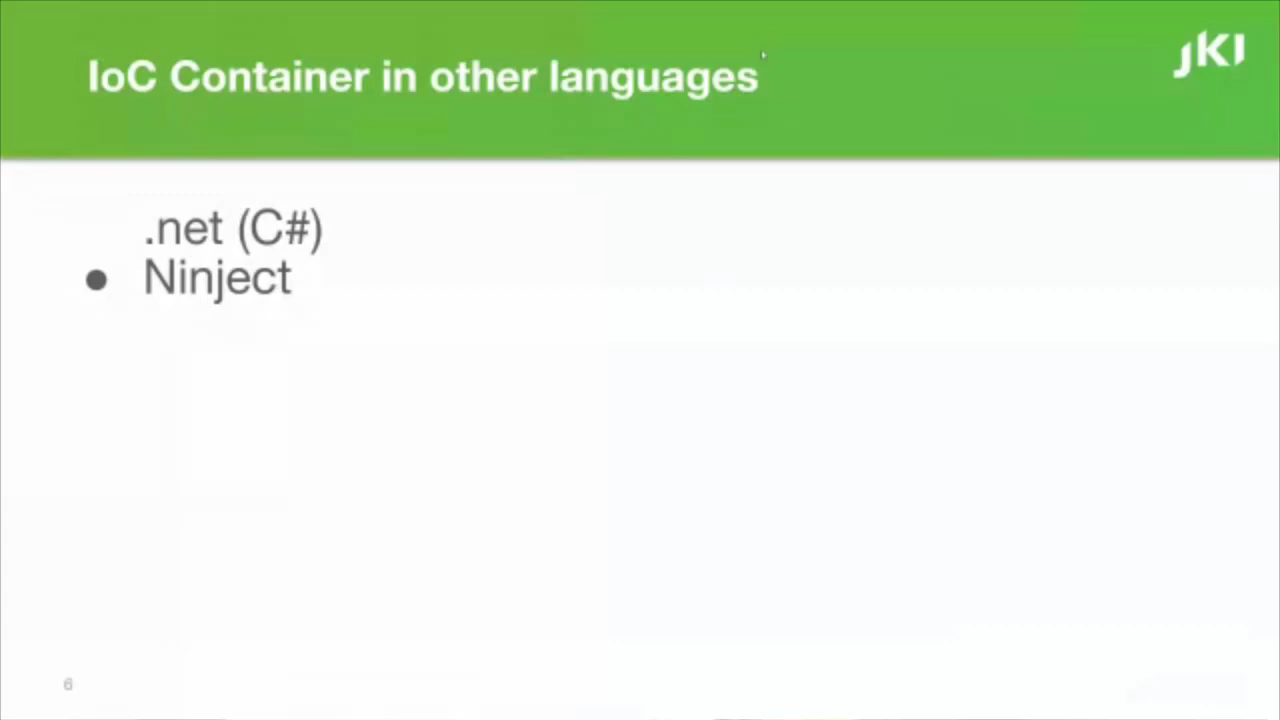 IoC Container in other languages
JKI
.net (C#)
● Ninject
6